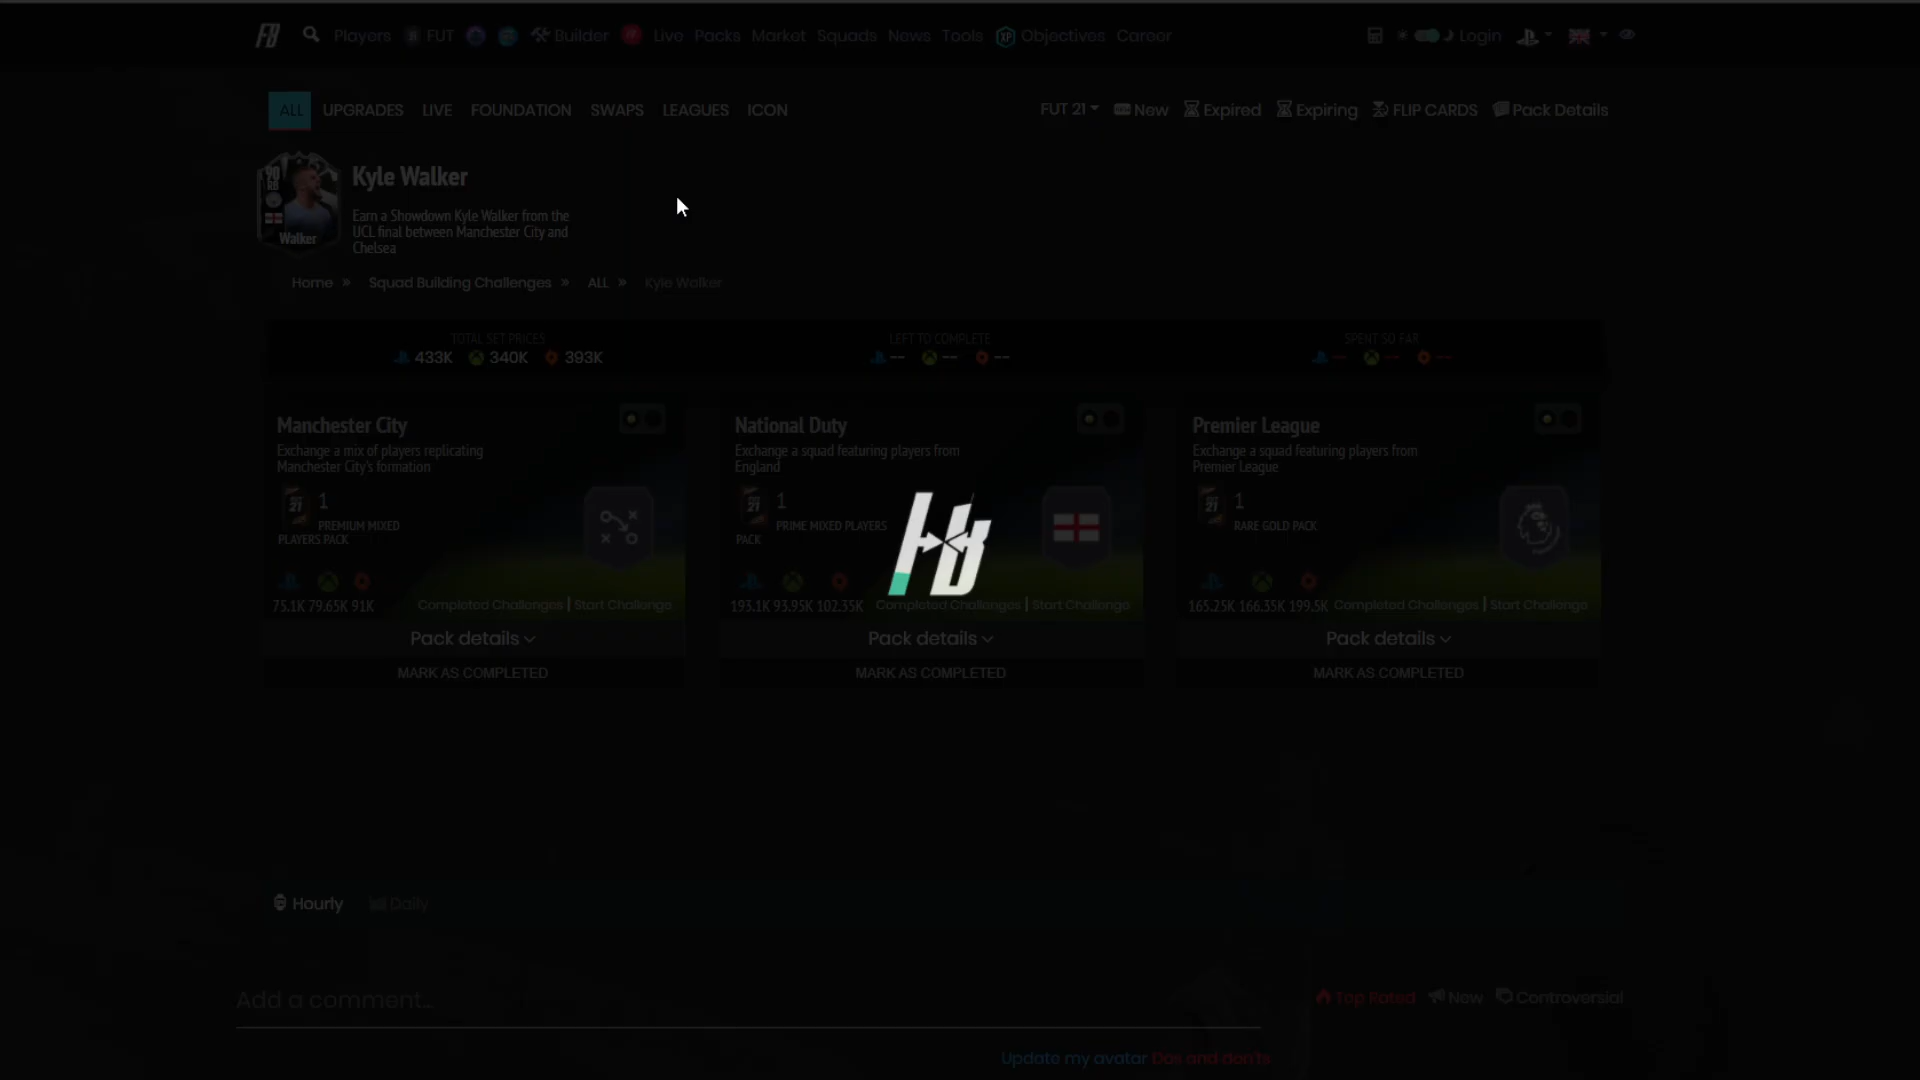 Players FUT Builder Live Packs Market Squads News Tools XP Objectives Career Login
ALL UPGRADES LIVE FOUNDATION SWAPS LEAGUES ICON FUT 21 New Expired Expiring FLIP CARDS Pack Details
90
RB
Walker
Kyle Walker
Earn a Showdown Kyle Walker from the
UCL final between Manchester City and
Chelsea
Home » Squad Building Challenges » ALL » Kyle Walker
TOTAL SET PRICES
433K 340K 393K
LEFT TO COMPLETE
-- -- --
SPENT SO FAR
-- -- --
Manchester City
Exchange a mix of players replicating
Manchester City's formation
21
1
PREMIUM MIXED
PLAYERS PACK
75.1K 79.65K 91K Completed Challenges | Start Challenge
Pack details
MARK AS COMPLETED
National Duty
Exchange a squad featuring players from
England
21
1
PRIME MIXED PLAYERS
PACK
193.1K 93.95K 102.35K Completed Challenges | Start Challenge
Pack details
MARK AS COMPLETED
Premier League
Exchange a squad featuring players from
Premier League
21
1
RARE GOLD PACK
165.25K 166.35K 199.5K Completed Challenges | Start Challenge
Pack details
MARK AS COMPLETED
Hourly Daily
Add a comment...
Top Rated New Controversial
Update my avatar Dos and don'ts